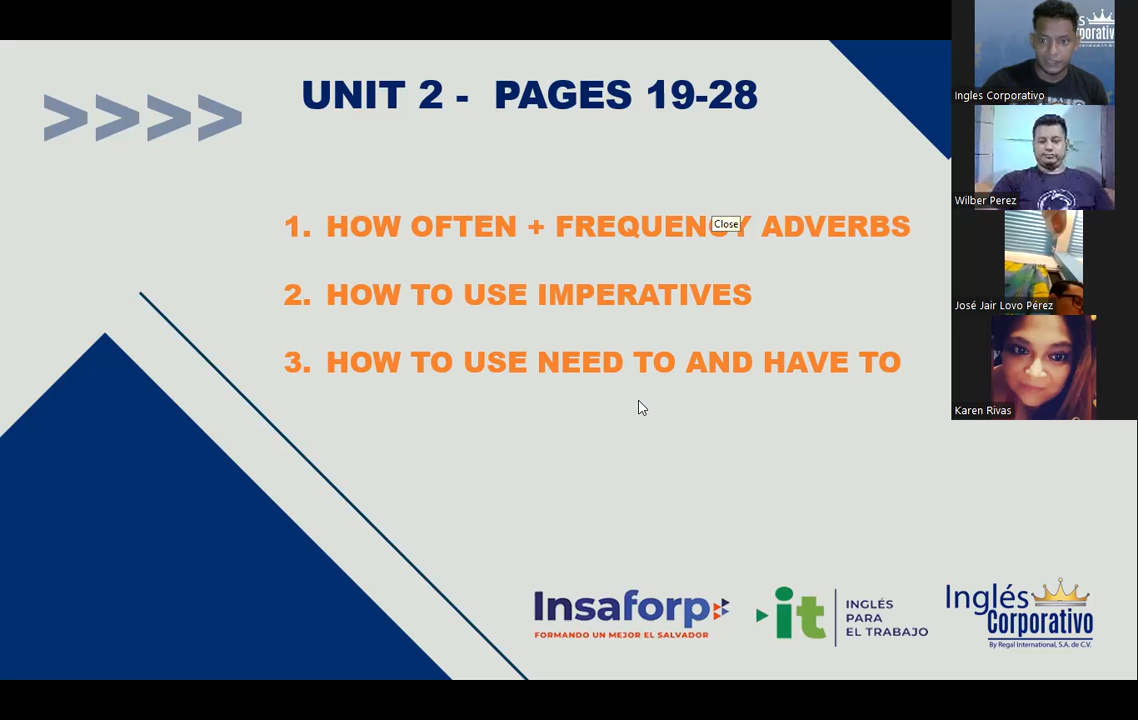 >>>>
UNIT 2 - PAGES 19-28
1. HOW OFTEN + FREQUENCY ADVERBS
Close
2. HOW TO USE IMPERATIVES
3. HOW TO USE NEED TO AND HAVE TO
Ingles Corporativo
Wilber Perez
José Jair Lovo Pérez
Karen Rivas
Insaforp
FORMANDO UN MEJOR EL SALVADOR
it
INGLÉS
PARA
EL TRABAJO
Inglés
Corporativo
By Regal International, S.A. de C.V.